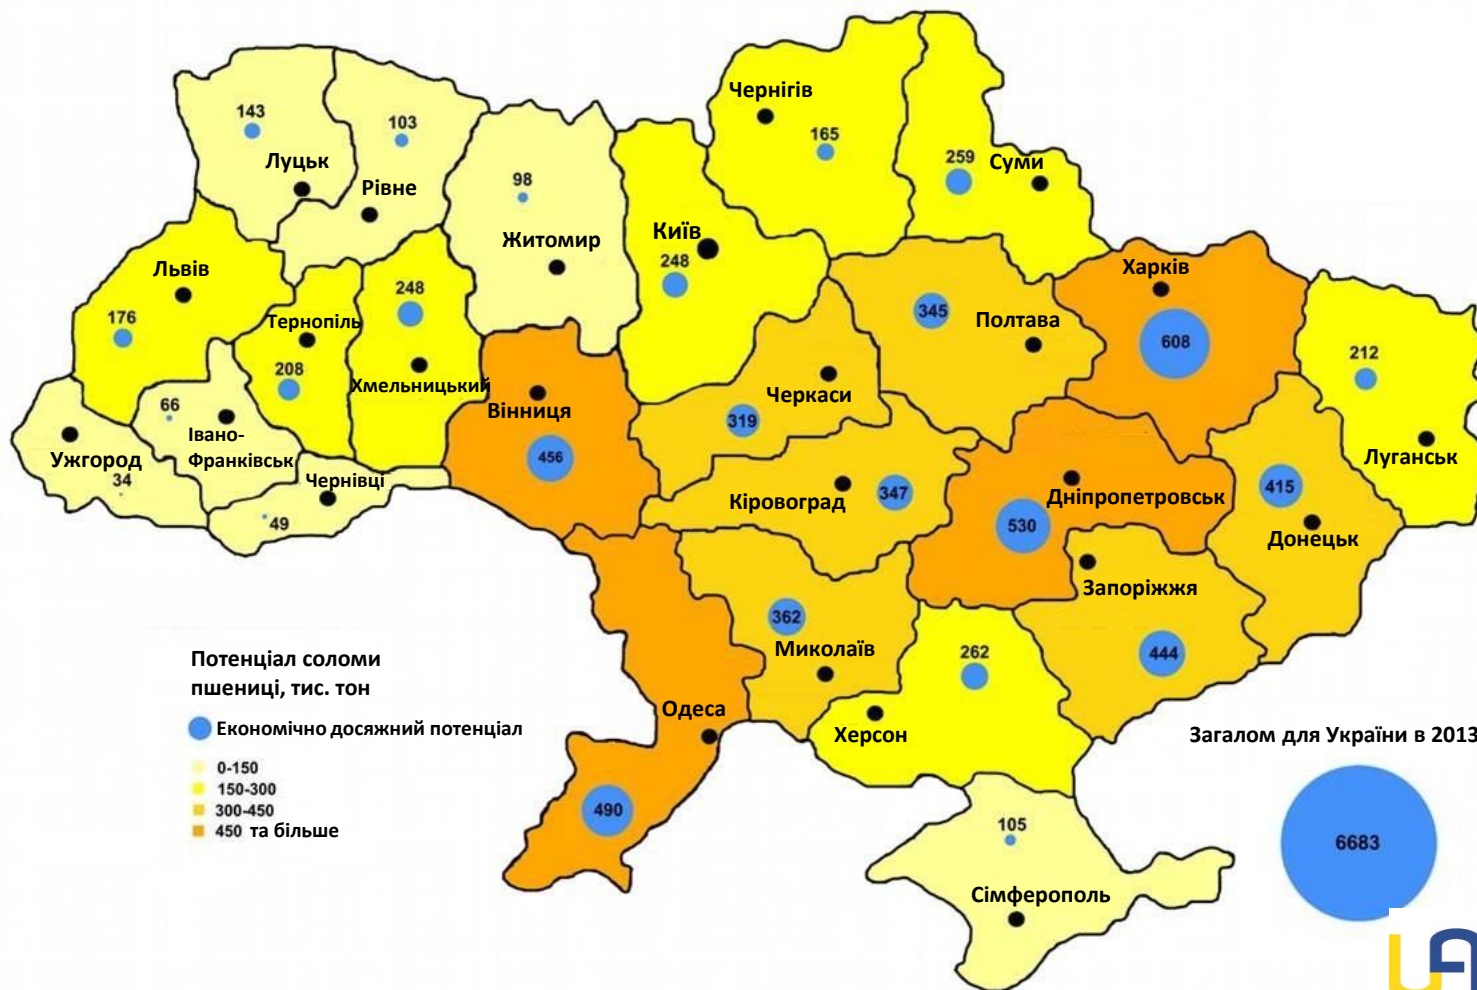 Чернігів
165
Суми
259
143
Луцьк
103
Рівне
98
Житомир
Київ
248
Львів
176
Тернопіль
208
248
Хмельницький
Харків
608
345
Полтава
212
Луганськ
Черкаси
319
Вінниця
456
66
Івано-
Франківськ
Ужгород
34
Чернівці
49
Кіровоград
347
Дніпропетровськ
530
415
Донецьк
Запоріжжя
444
362
Миколаїв
262
Херсон
Одеса
490
105
Сімферополь
Потенціал соломи
пшениці, тис. тон
Економічно досяжний потенціал
0-150
150-300
300-450
450 та більше
Загалом для України в 2013
6683
UA